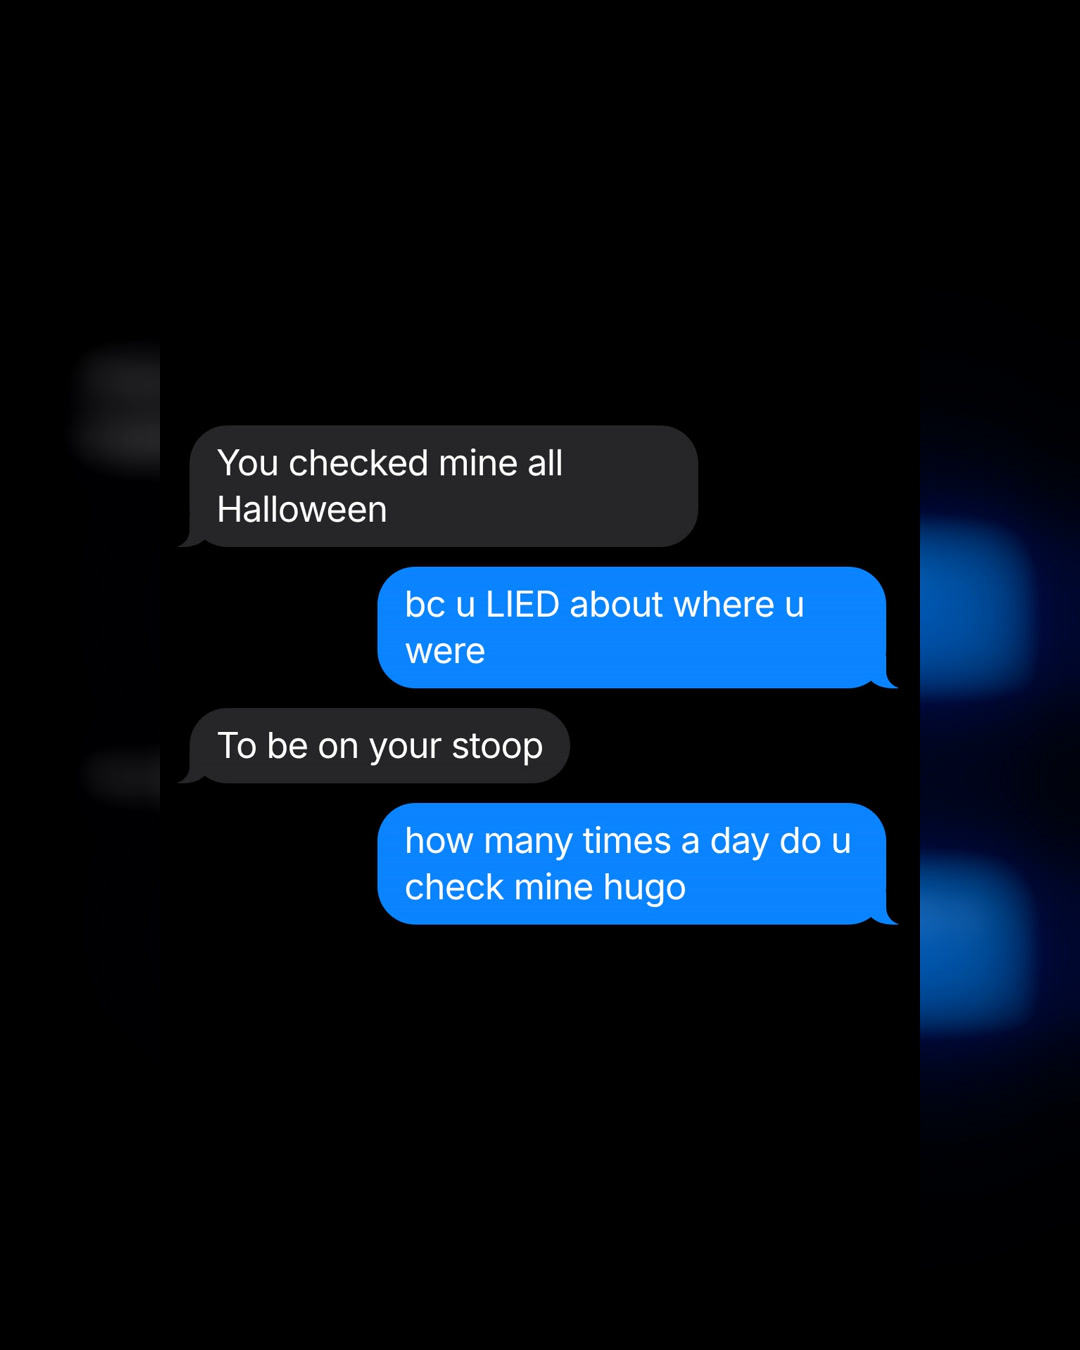 You checked mine all
Halloween
bc u LIED about where u
were
To be on your stoop
how many times a day do u
check mine hugo